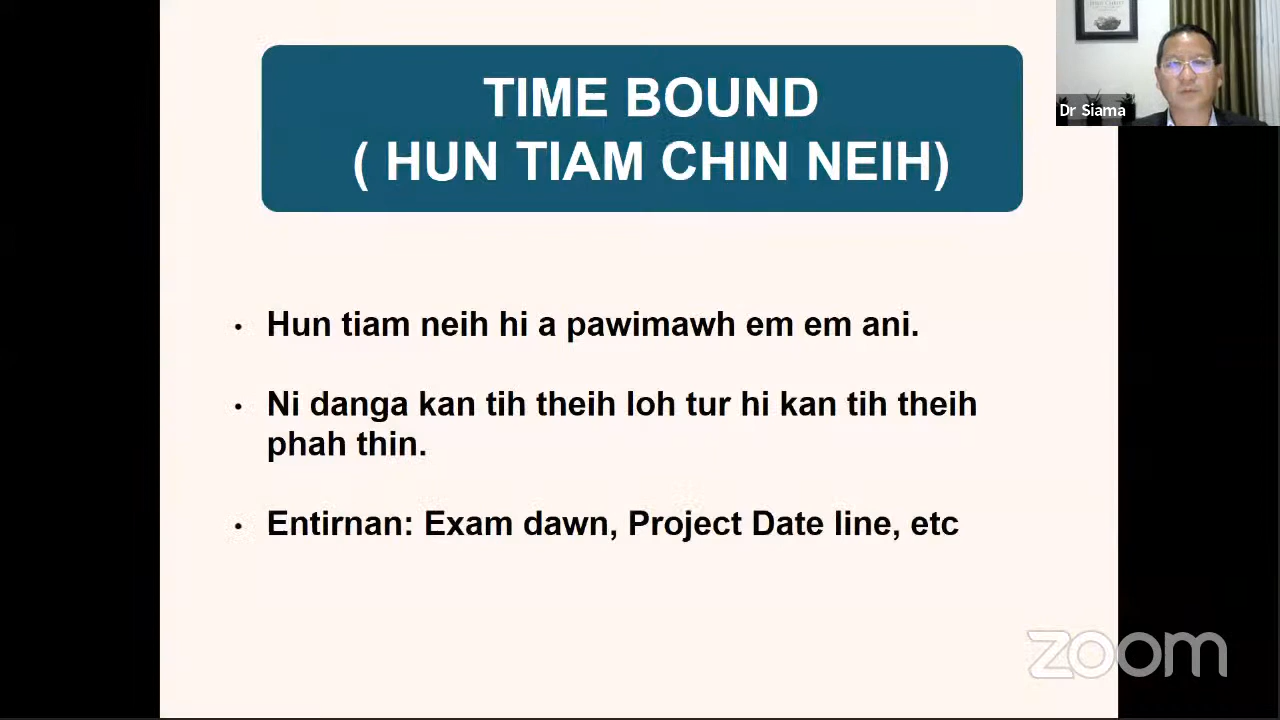 TIME BOUND
( HUN TIAM CHIN NEIH)
Dr Siama
• Hun tiam neih hi a pawimawh em em ani.
• Ni danga kan tih theih loh tur hi kan tih theih
phah thin.
• Entirnan: Exam dawn, Project Date line, etc
zoom